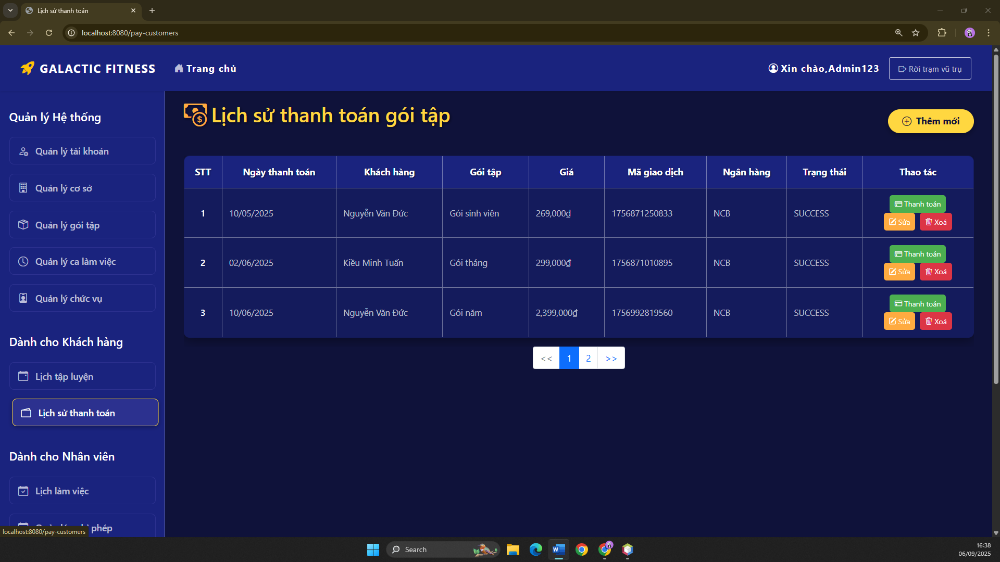 Lịch sử thanh toán
localhost:8080/pay-customers
GALACTIC FITNESS
Trang chủ
Xin chào,Admin123
Rời trạm vũ trụ
Quản lý Hệ thống
Quản lý tài khoản
Quản lý cơ sở
Quản lý gói tập
Quản lý ca làm việc
Quản lý chức vụ
Dành cho Khách hàng
Lịch tập luyện
Lịch sử thanh toán
Dành cho Nhân viên
Lịch làm việc
phép
localhost:8080/pay-customers
Lịch sử thanh toán gói tập
Thêm mới
STT Ngày thanh toán Khách hàng Gói tập Giá Mã giao dịch Ngân hàng Trạng thái Thao tác
1 10/05/2025 Nguyễn Văn Đức Gói sinh viên 269,000₫ 1756871250833 NCB SUCCESS Thanh toán
Sửa Xoá
2 02/06/2025 Kiều Minh Tuấn Gói tháng 299,000₫ 1756871010895 NCB SUCCESS Thanh toán
Sửa Xoá
3 10/06/2025 Nguyễn Văn Đức Gói năm 2,399,000₫ 1756992819560 NCB SUCCESS Thanh toán
Sửa Xoá
<< 1 2 >>
Search
16:38
06/09/2025